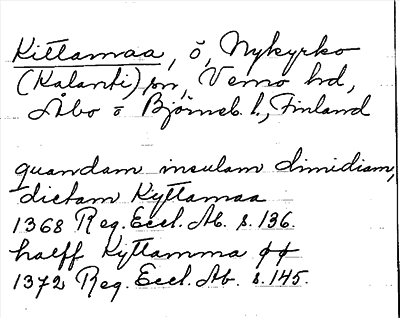 Kittamaa, ö, Nykyrko
(Kalanti) sn, Vemo hd,
Åbo o Björneb. l., Finland
quandam insulam dimidiam,
dictam Kyttamaa
1368 Reg. Eccl. Ab. s. 136.
halff Kyttamma øø
1372 Reg. Eccl. Ab. s. 145.